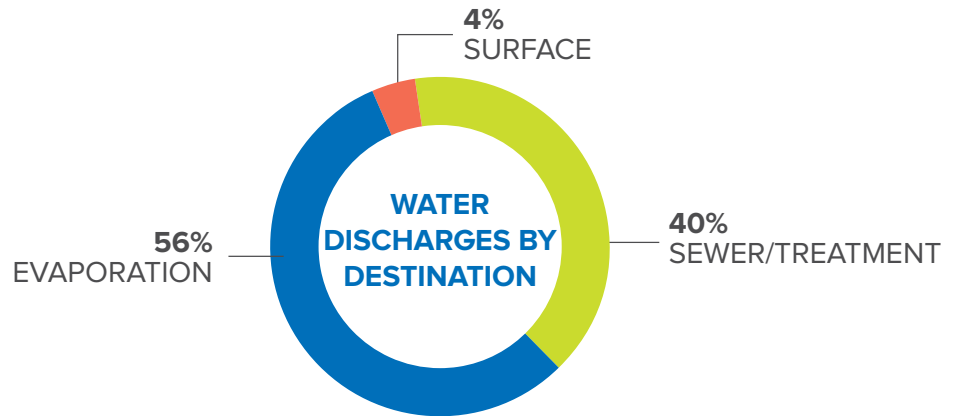 4%
SURFACE
WATER
DISCHARGES BY
DESTINATION
40%
SEWER/TREATMENT
56%
EVAPORATION